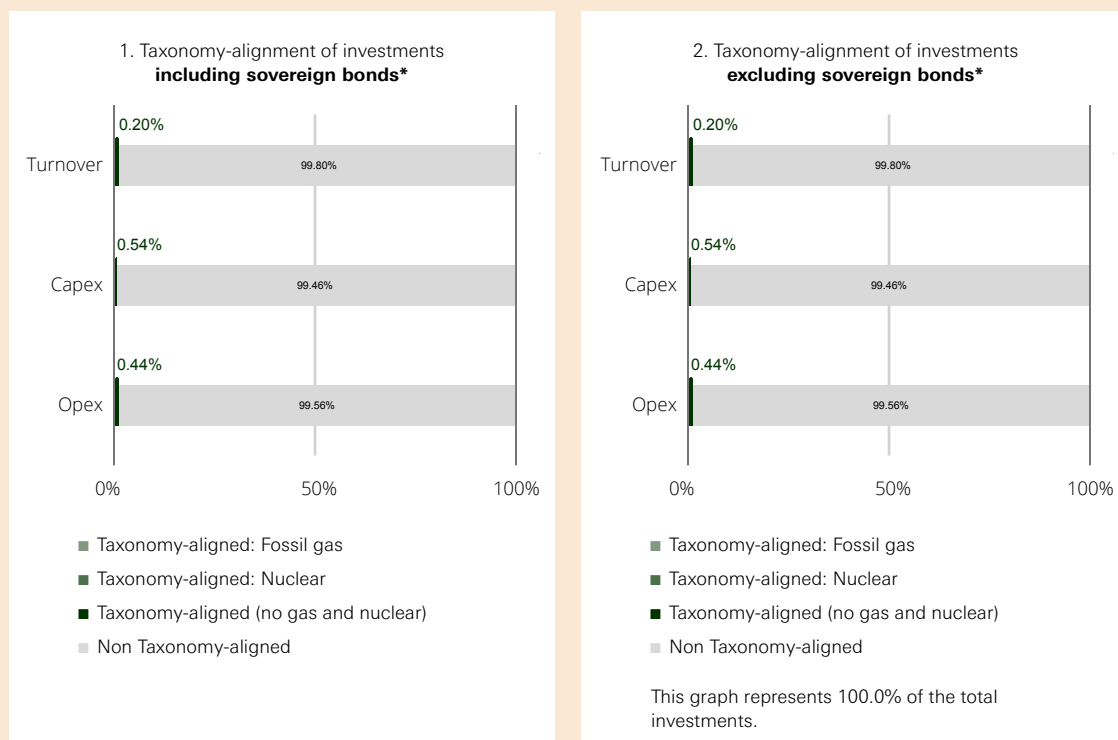 1. Taxonomy-alignment of investments
including sovereign bonds*
0.20%
Turnover
99.80%
0.54%
Capex
99.46%
0.44%
Opex
99.56%
0%
50%
100%
Taxonomy-aligned: Fossil gas
Taxonomy-aligned: Nuclear
Taxonomy-aligned (no gas and nuclear)
Non Taxonomy-aligned
2. Taxonomy-alignment of investments
excluding sovereign bonds*
0.20%
Turnover
99.80%
0.54%
Capex
99.46%
0.44%
Opex
99.56%
0%
50%
100%
Taxonomy-aligned: Fossil gas
Taxonomy-aligned: Nuclear
Taxonomy-aligned (no gas and nuclear)
Non Taxonomy-aligned
This graph represents 100.0% of the total
investments.